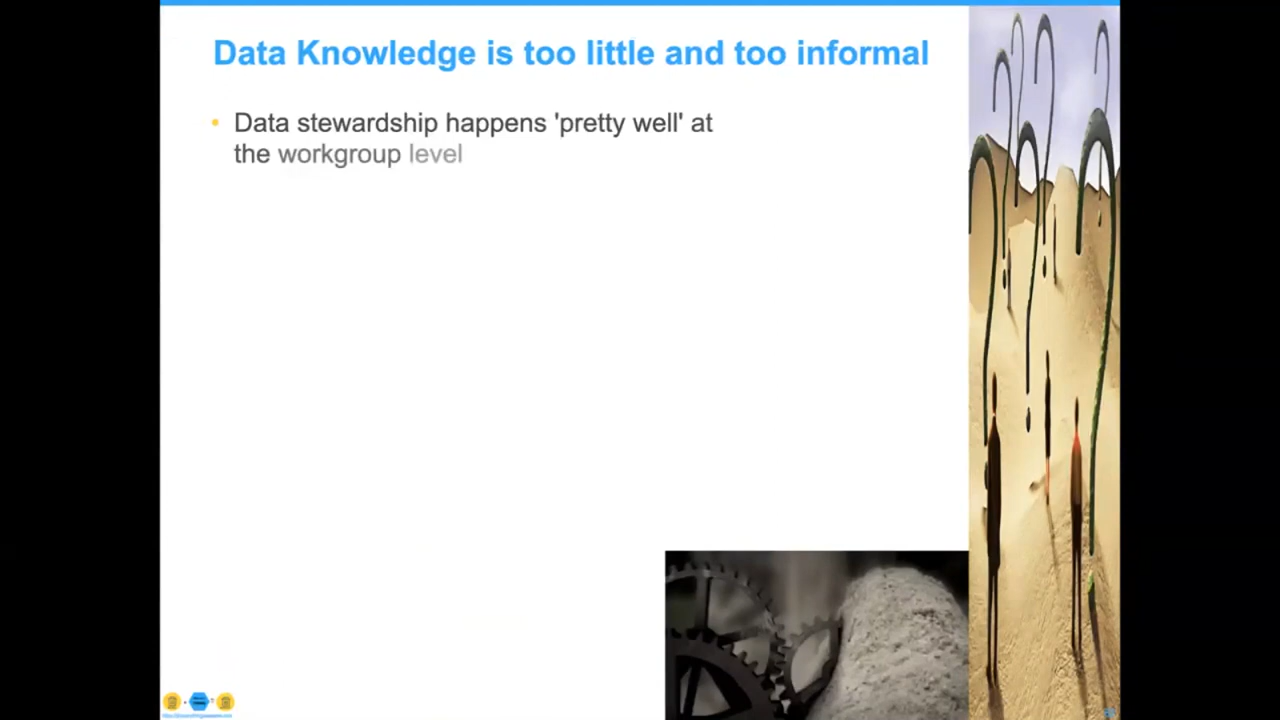 Data Knowledge is too little and too informal
• Data stewardship happens 'pretty well' at
the workgroup level